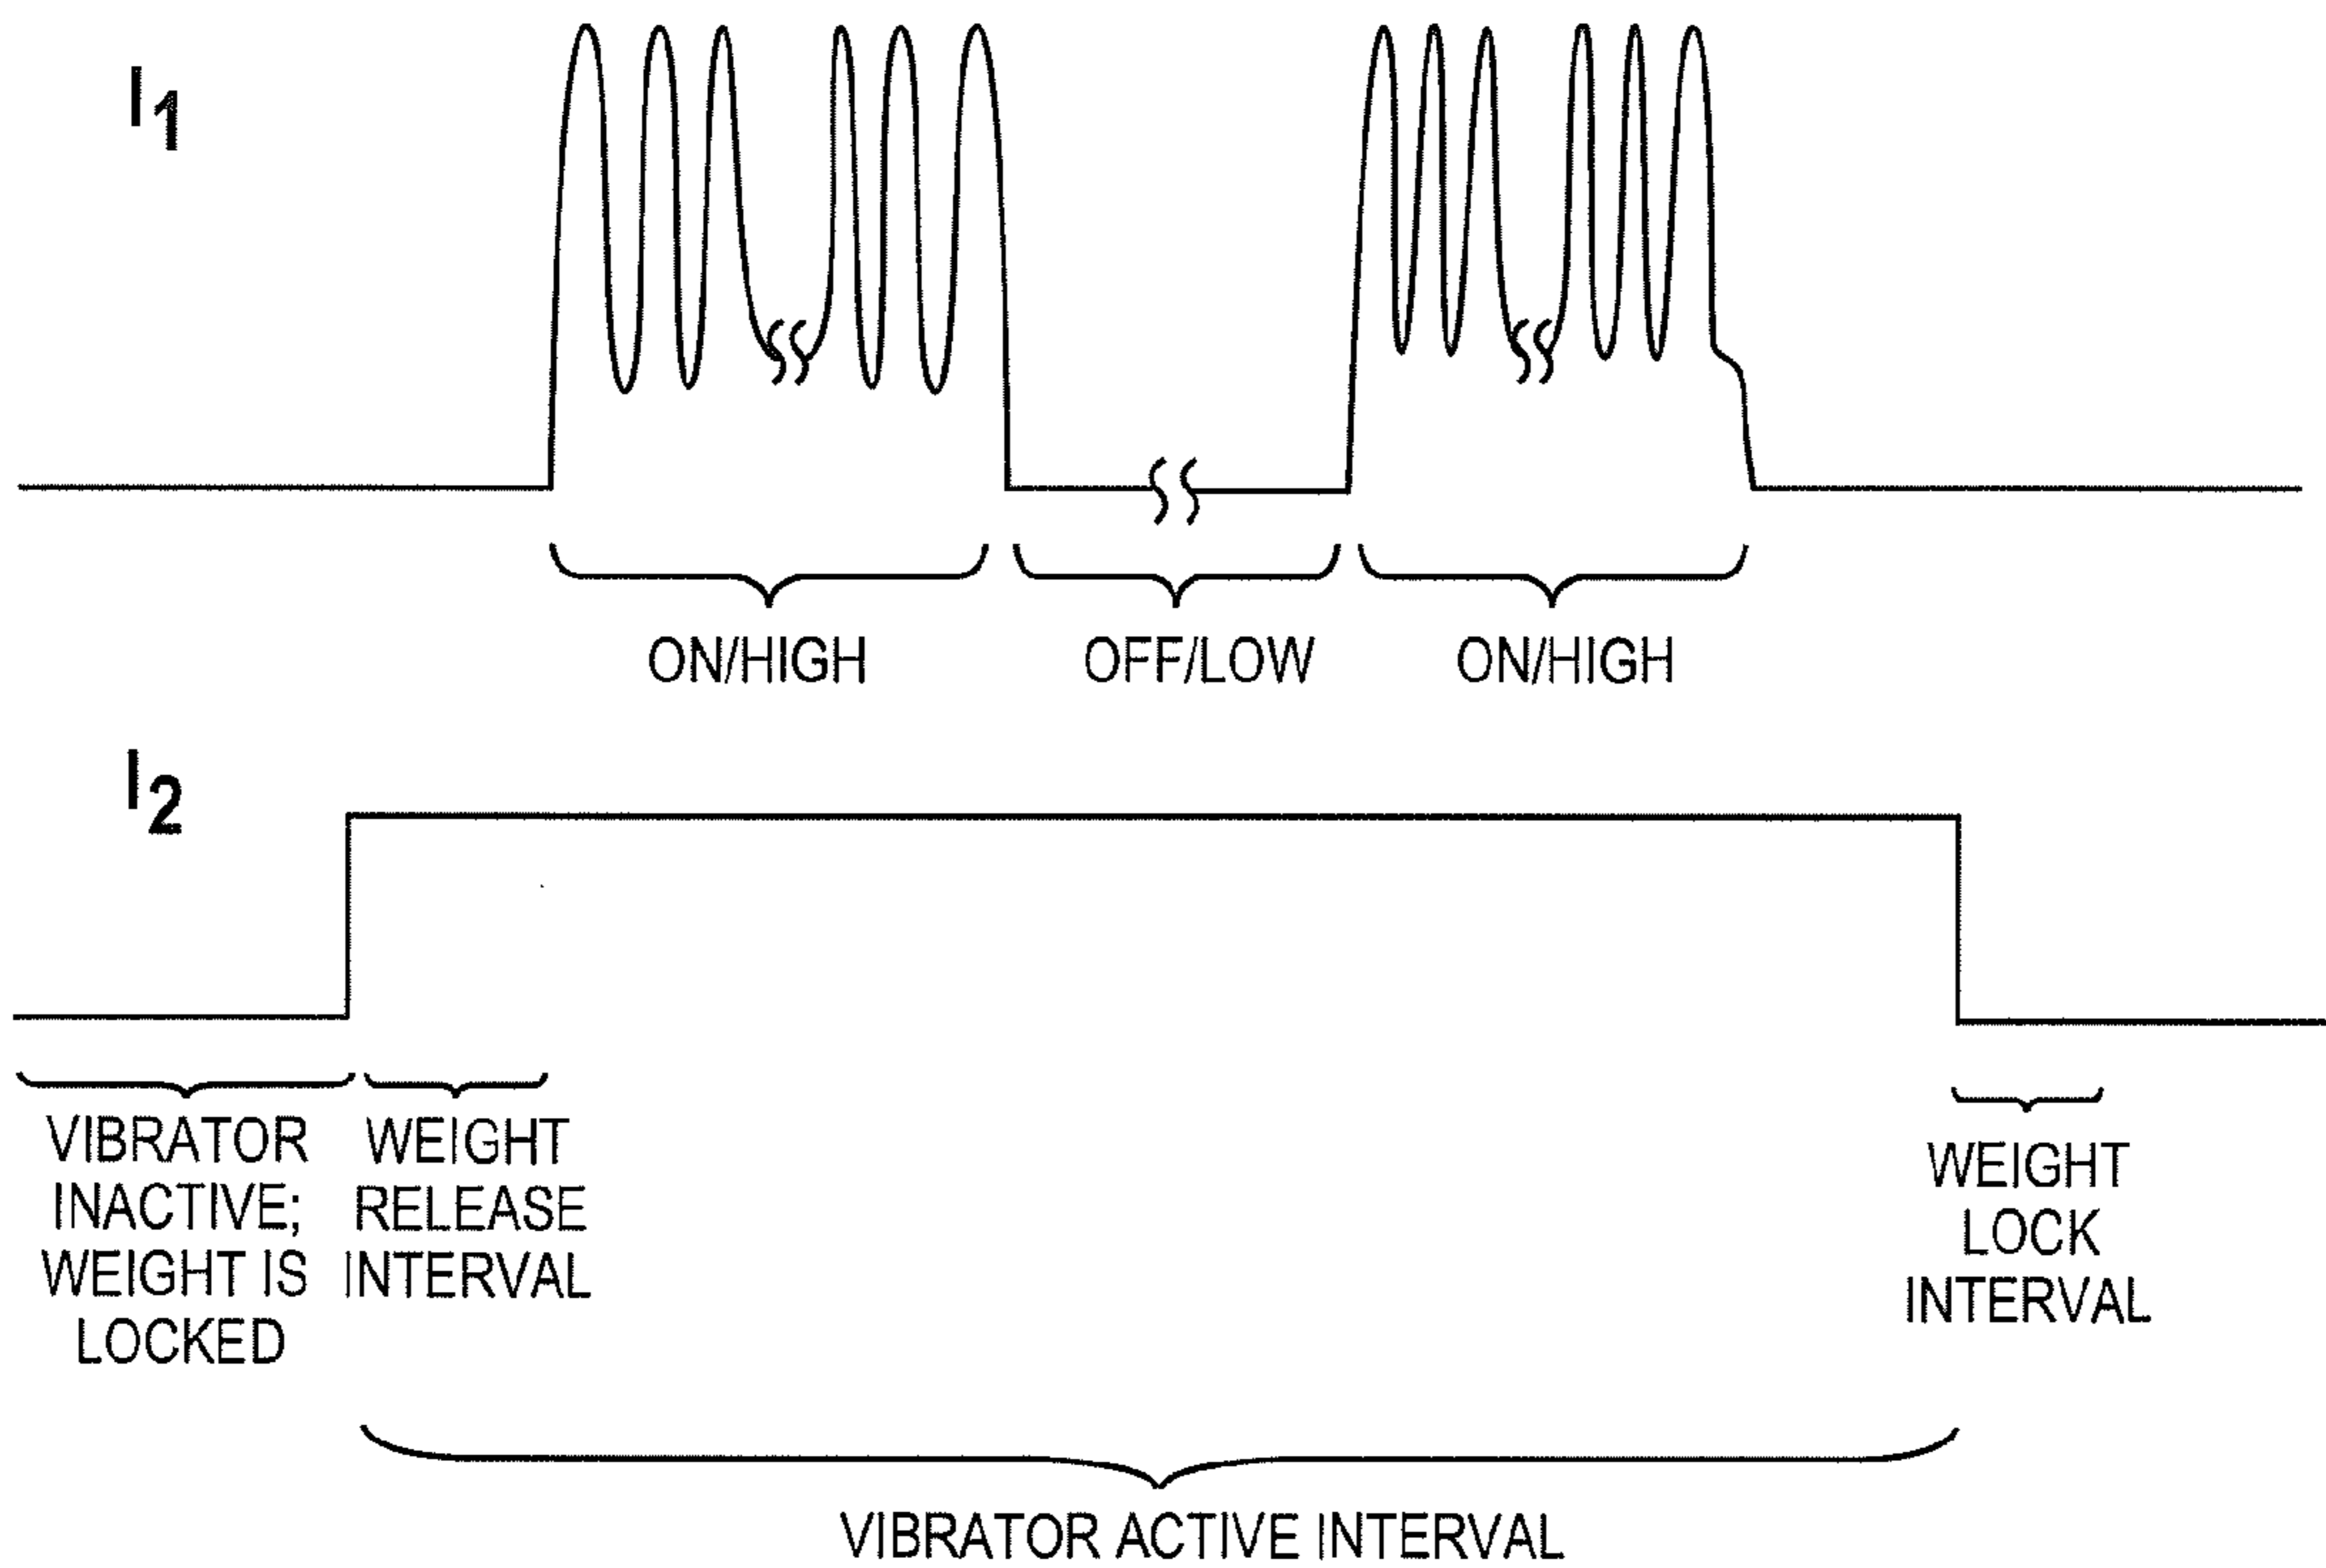 I1
ON/HIGH
OFF/LOW
ON/HIGH
I2
VIBRATOR
INACTIVE;
WEIGHT IS
LOCKED
WEIGHT
RELEASE
INTERVAL
WEIGHT
LOCK
INTERVAL
VIBRATOR ACTIVE INTERVAL